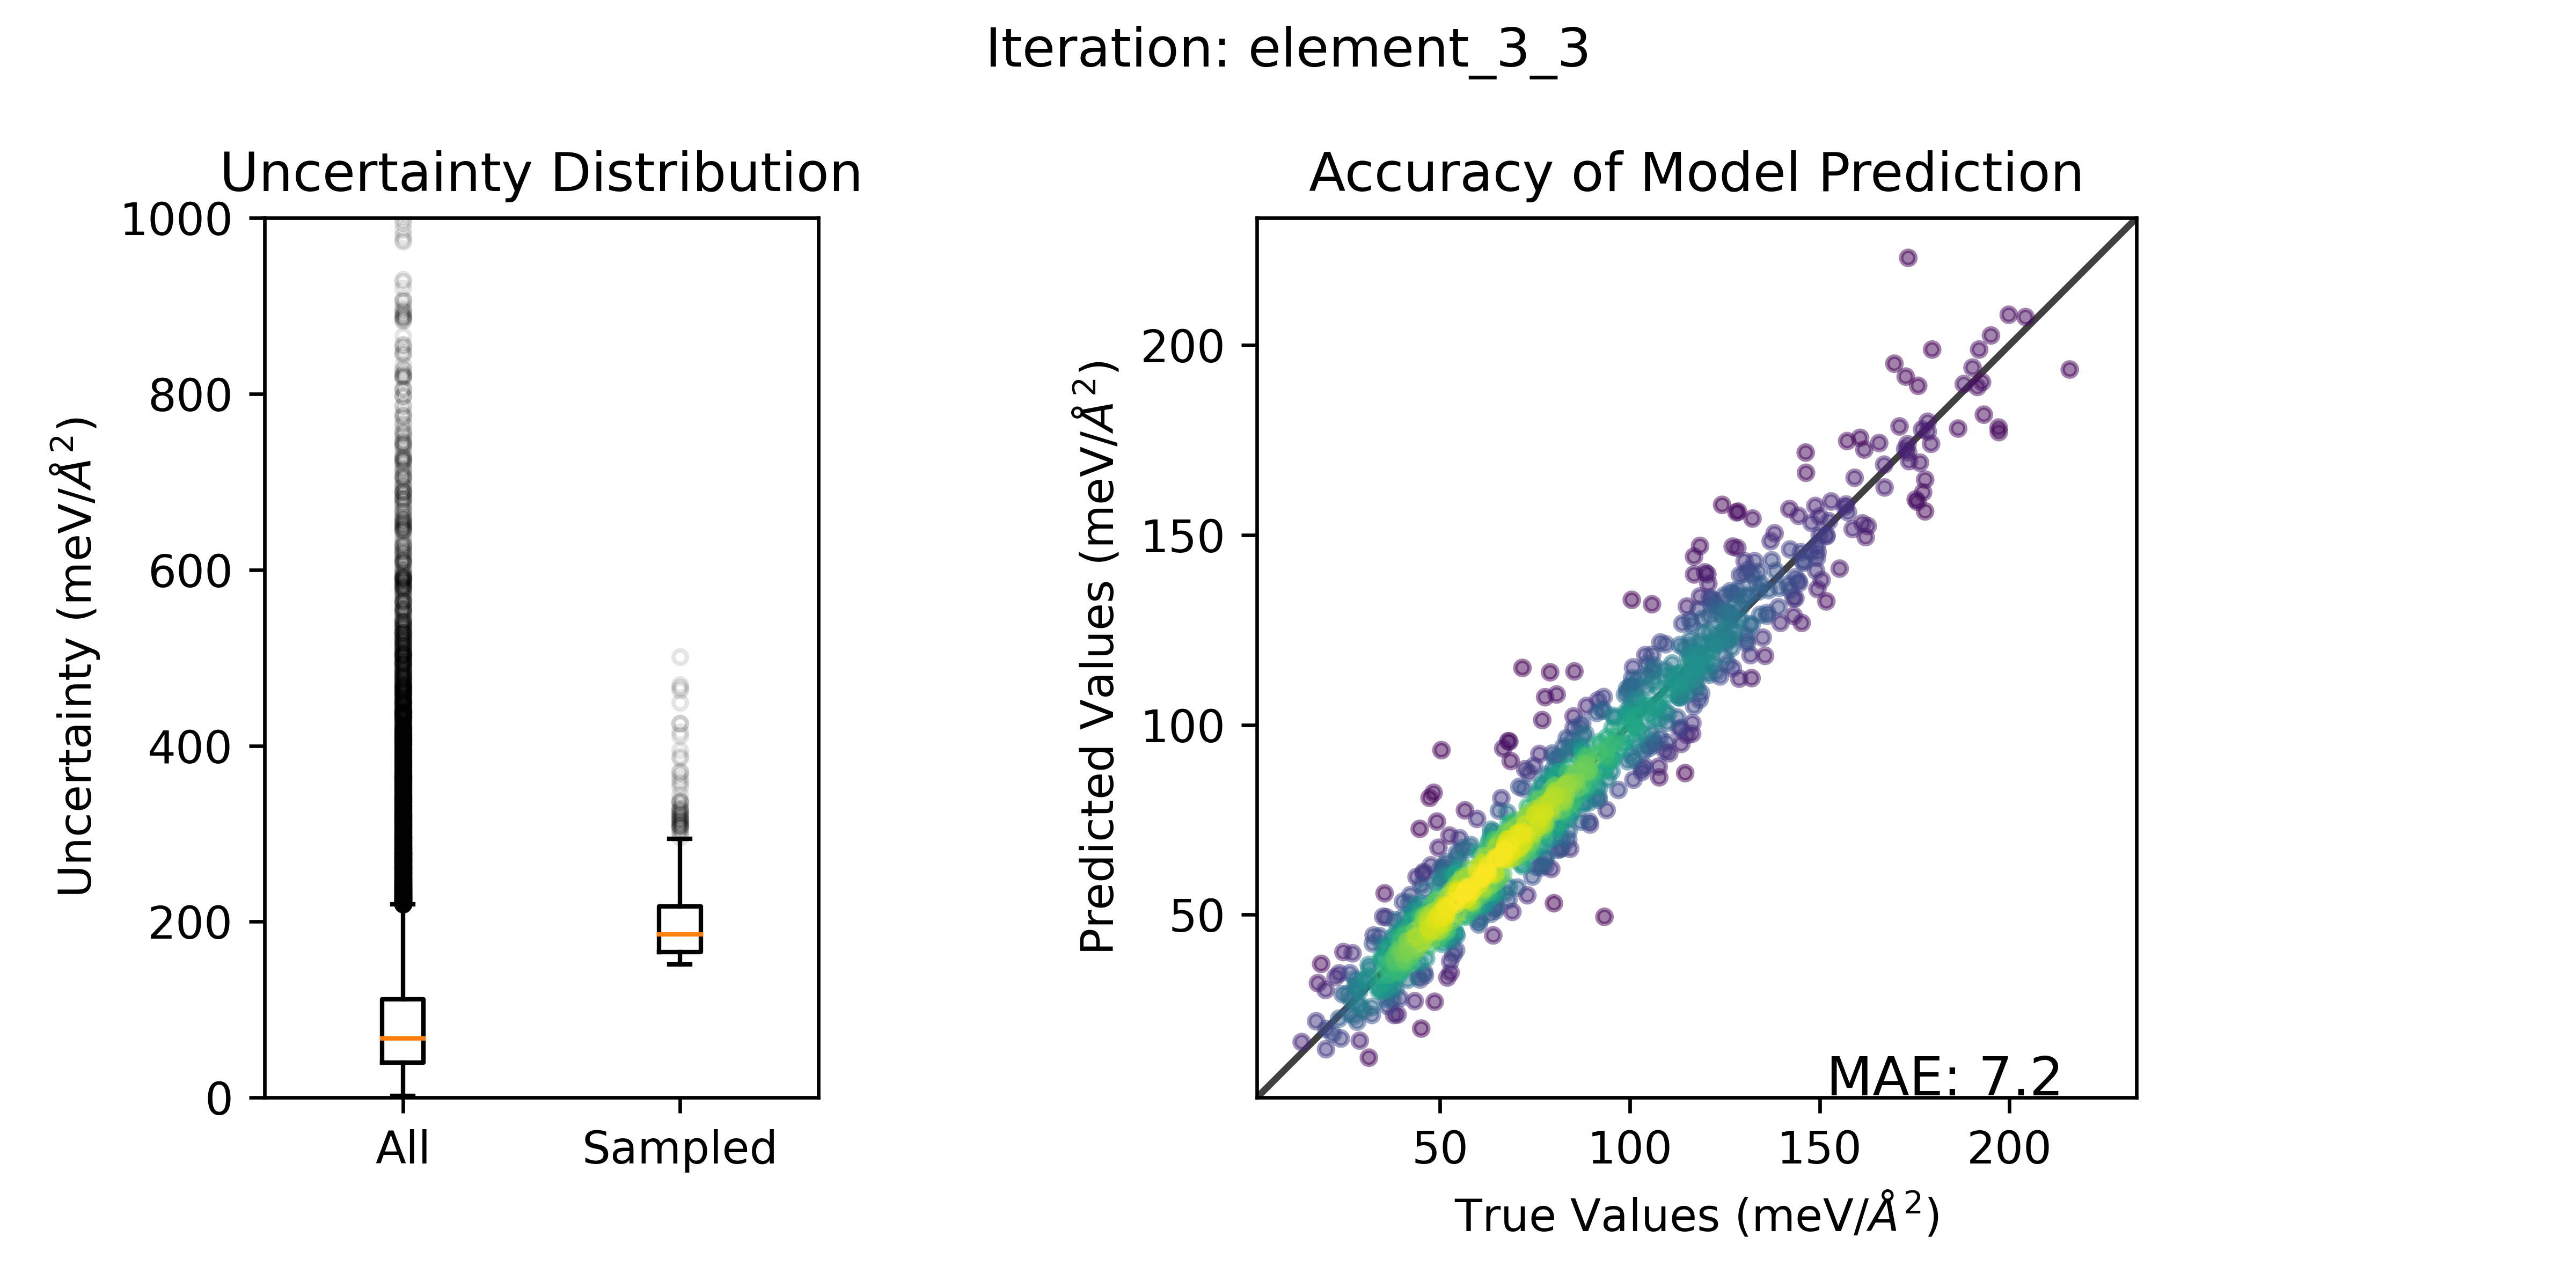 Iteration: element_3_3
Uncertainty Distribution
Uncertainty (meV/Å²)
1000
800
600
400
200
0
All Sampled
Accuracy of Model Prediction
Predicted Values (meV/Å²)
200
150
100
50
MAE: 7.2
50 100 150 200
True Values (meV/Å²)